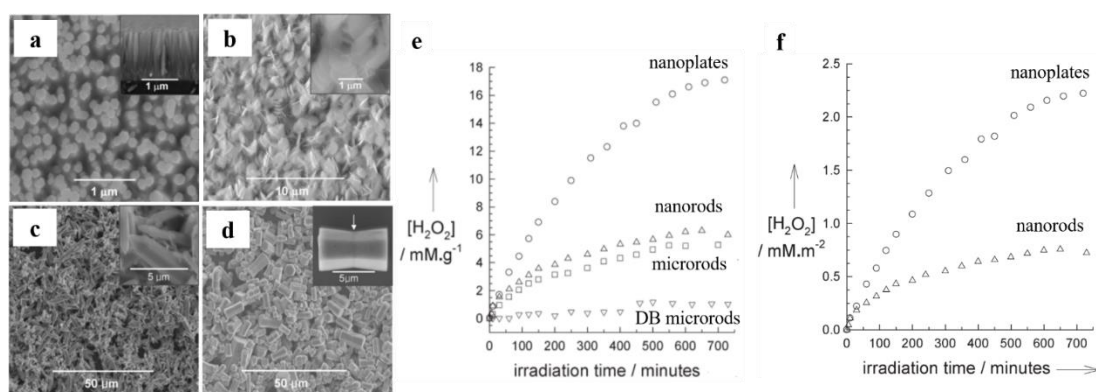 a
1 µm
1 µm
b
1 µm
10 µm
c
5 µm
50 µm
d
5µm
50 µm
e
18
16
14
12
10
8
6
4
2
0
[H₂O₂]
/ mM.g⁻¹
nanoplates
nanorods
microrods
DB microrods
0 100 200 300 400 500 600 700
irradiation time / minutes
f
2.5
2.0
1.5
1.0
0.5
0.0
[H₂O₂]
/ mM.m⁻²
nanoplates
nanorods
0 100 200 300 400 500 600 700
irradiation time / minutes